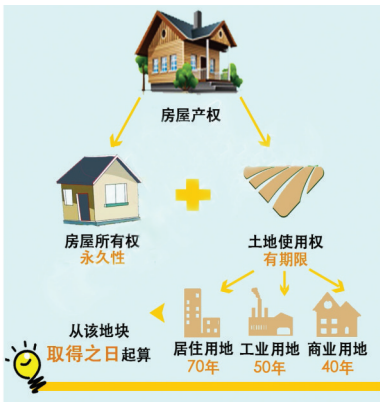 房屋产权
房屋所有权
永久性
土地使用权
有期限
从该地块
取得之日起算
居住用地
70年
工业用地
50年
商业用地
40年